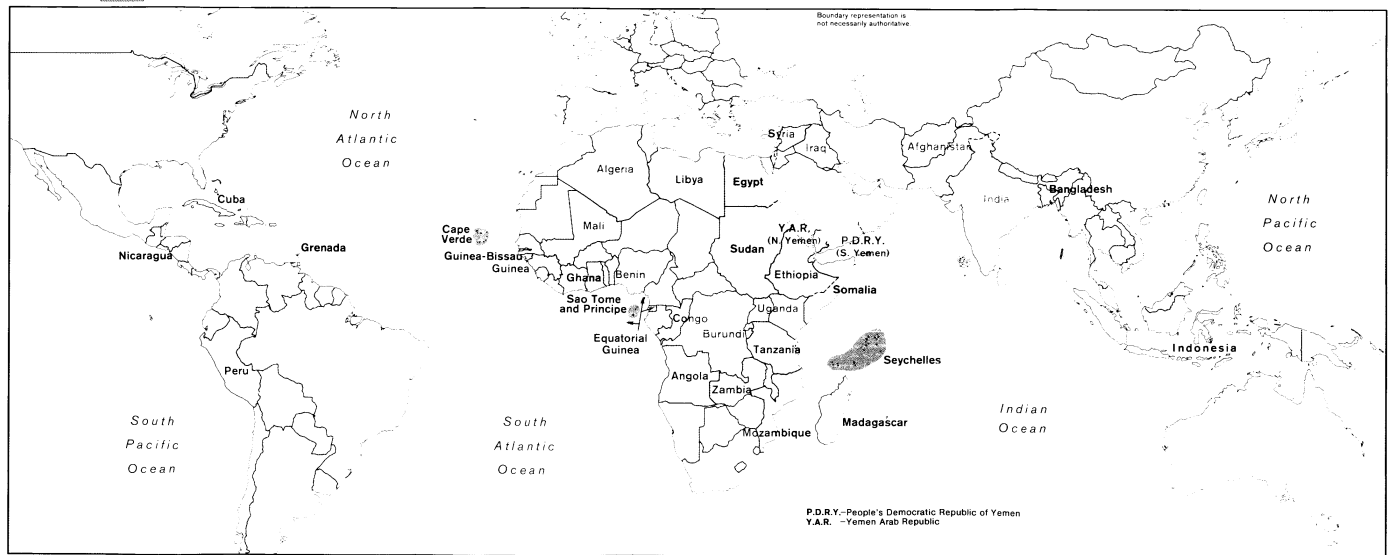 Boundary representation is
not necessarily authoritative
North
Atlantic
Ocean
Syria
Iraq
Afghanistan
Algeria
Libya
Egypt
India
Bangladesh
North
Pacific
Ocean
Cuba
Mali
Cape
Verde
Y.A.R.
(N. Yemen)
P.D.R.Y.
(S. Yemen)
Grenada
Nicaragua
Guinea-Bissau
Guinea
Sudan
Ghana
Benin
Ethiopia
Somalia
Sao Tome
and Principe
Uganda
Congo
Burundi
Equatorial
Guinea
Tanzania
Seychelles
Indonesia
Peru
Angola
Zambia
South
Pacific
Ocean
South
Atlantic
Ocean
Mozambique
Madagascar
Indian
Ocean
P.D.R.Y.–People's Democratic Republic of Yemen
Y.A.R. –Yemen Arab Republic